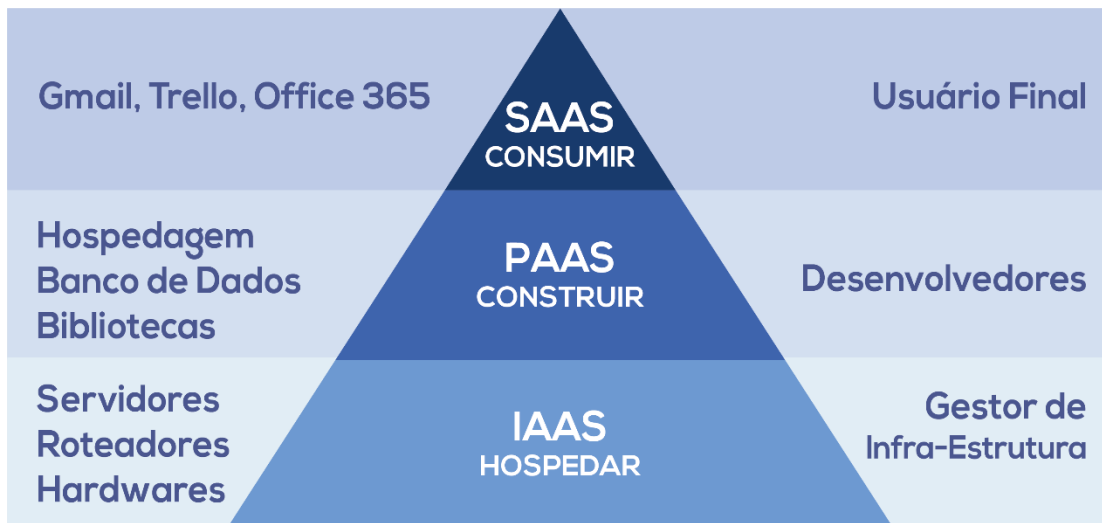 Gmail, Trello, Office 365
SAAS
CONSUMIR
Usuário Final
Hospedagem
Banco de Dados
Bibliotecas
PAAS
CONSTRUIR
Desenvolvedores
Servidores
Roteadores
Hardwares
IAAS
HOSPEDAR
Gestor de
Infra-Estrutura